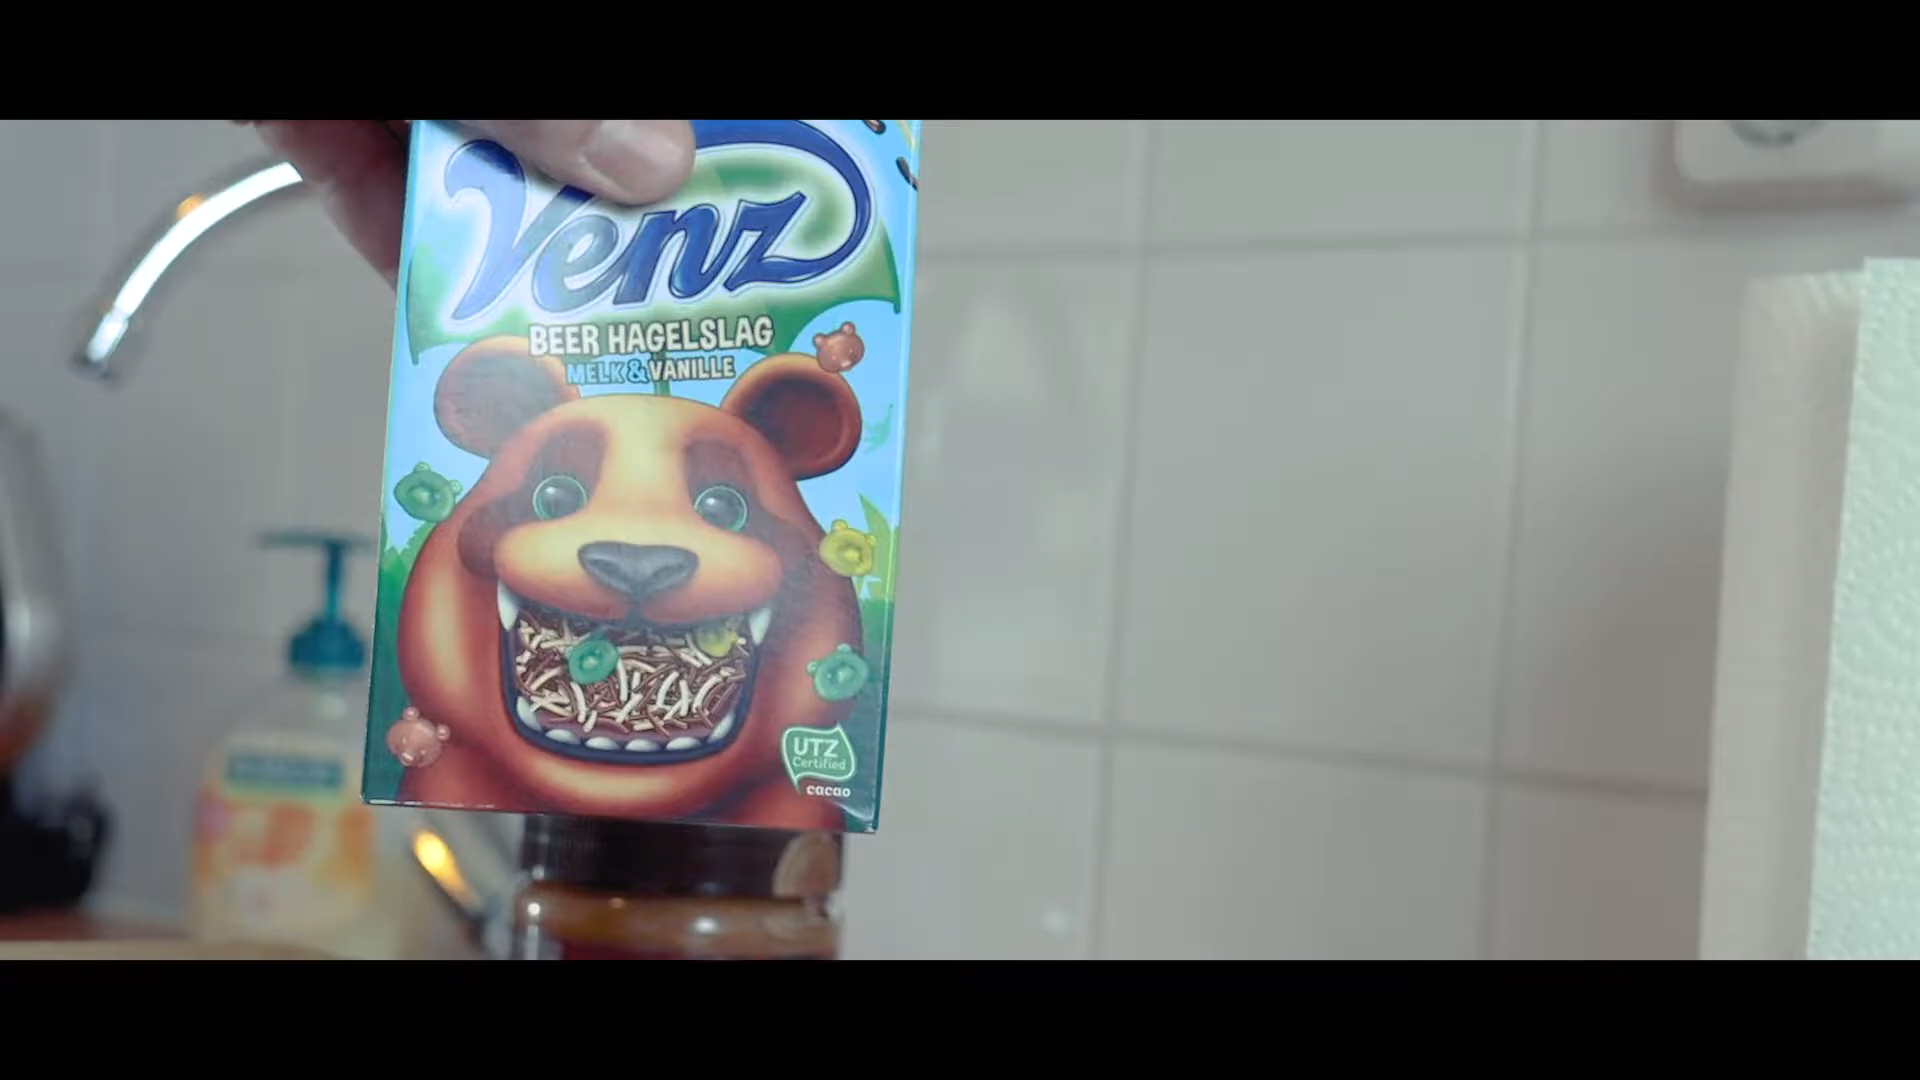 Venz
BEER HAGELSLAG
MELK & VANILLE
UTZ
Certified
cacao